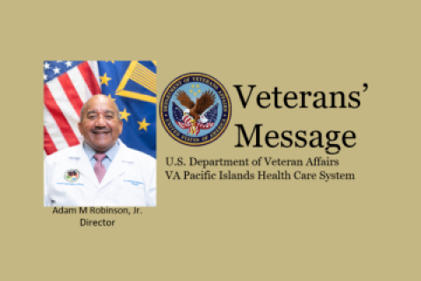 Veterans'
Message
U.S. Department of Veteran Affairs
VA Pacific Islands Health Care System
Adam M Robinson, Jr.
Director